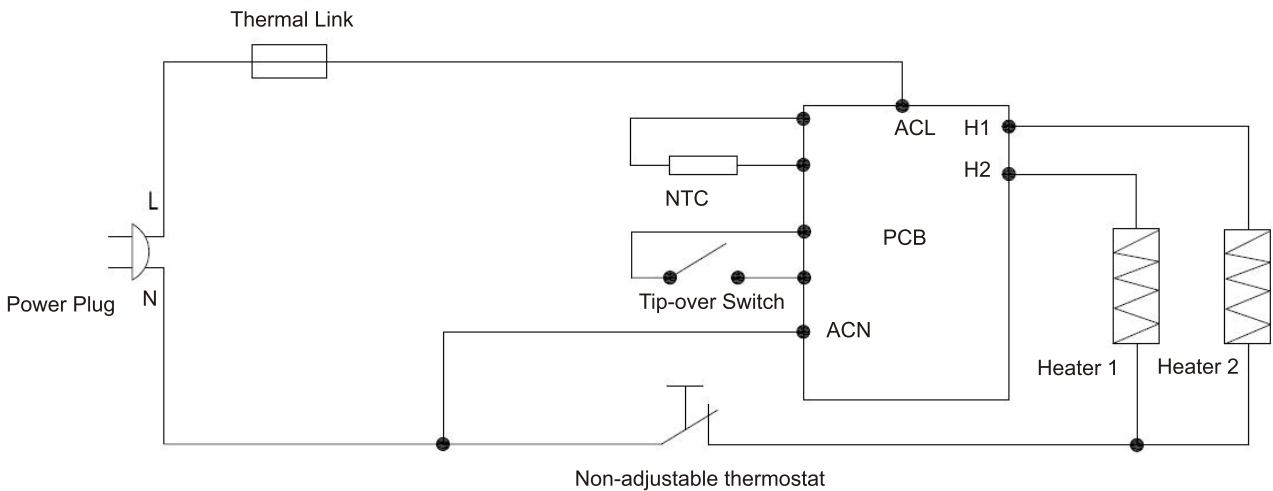 Thermal Link
ACL
H1
H2
NTC
L
PCB
N
Power Plug
Tip-over Switch
ACN
Heater 1
Heater 2
Non-adjustable thermostat